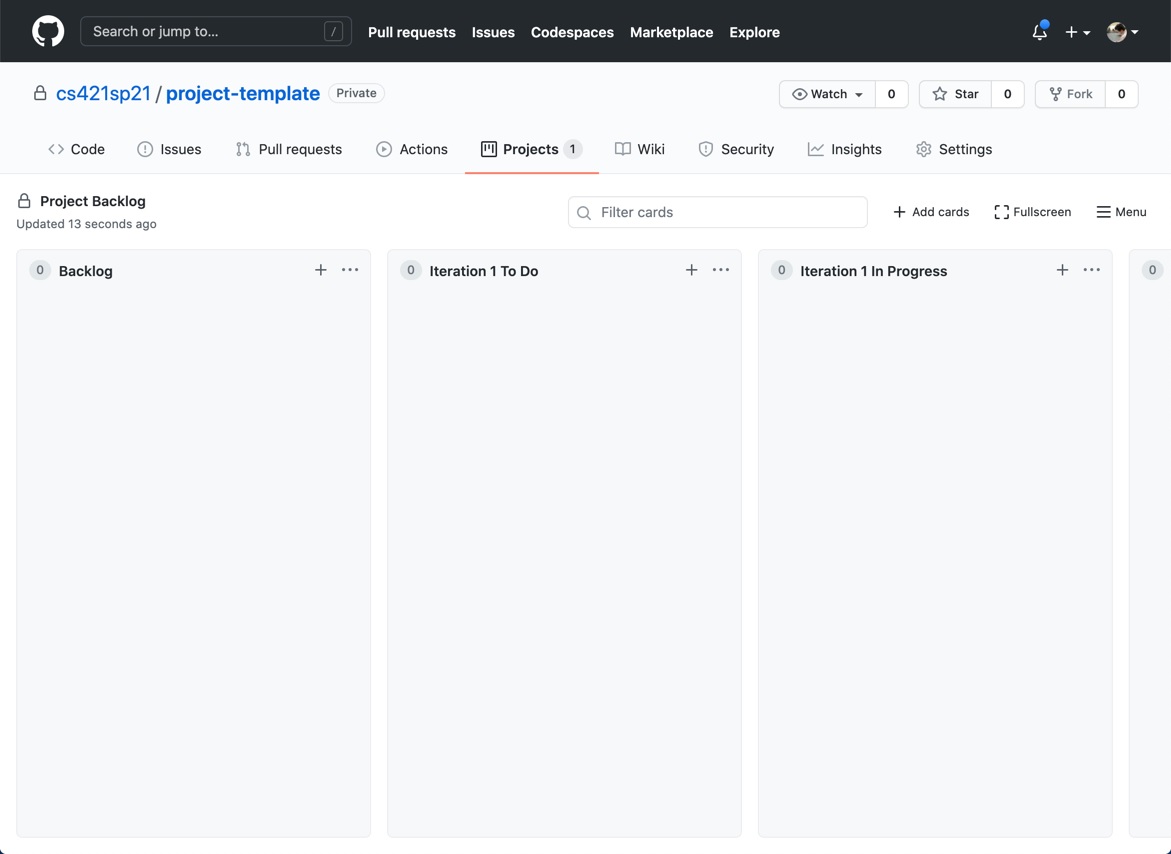 Search or jump to... / Pull requests Issues Codespaces Marketplace Explore
cs421sp21 / project-template Private Watch 0 Star 0 Fork 0
Code Issues Pull requests Actions Projects 1 Wiki Security Insights Settings
Project Backlog
Updated 13 seconds ago
Filter cards Add cards Fullscreen Menu
0 Backlog 0 Iteration 1 To Do 0 Iteration 1 In Progress 0